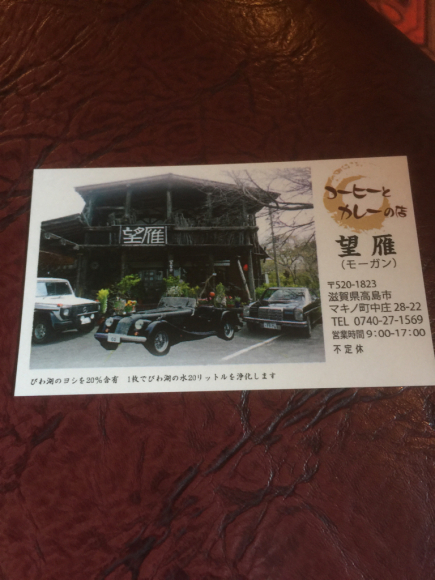 望雁
コーヒーと
カレーの店
望 雁
(モーガン)
〒520-1823
滋賀県高島市
マキノ町中庄 28-22
TEL 0740-27-1569
営業時間 9:00-17:00
不定休
びわ湖のヨシを20%含有 1枚でびわ湖の水20リットルを浄化します